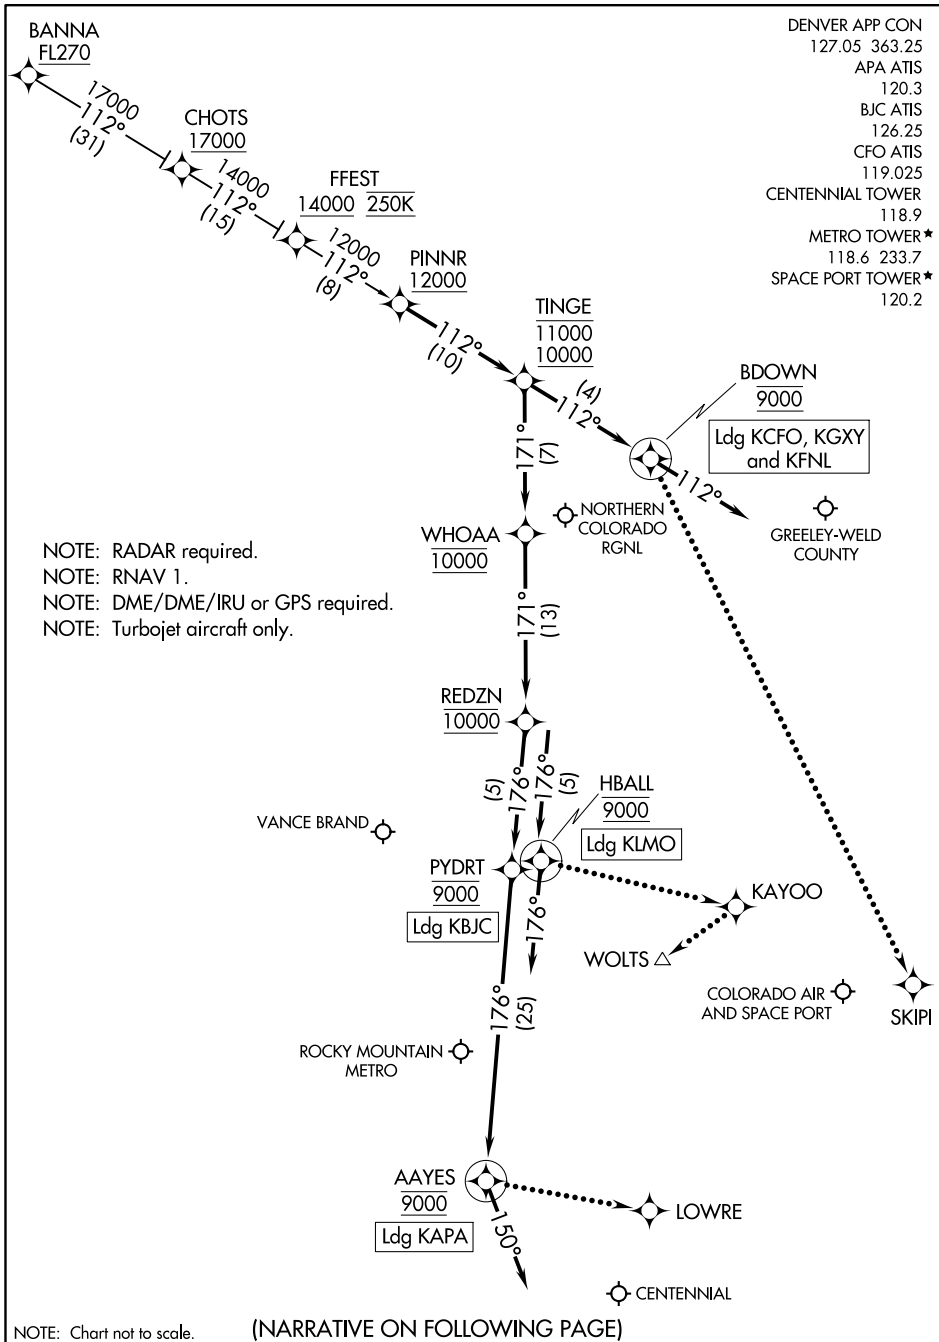 BANNA
FL270
DENVER APP CON
127.05 363.25
APA ATIS
120.3
BJC ATIS
126.25
CFO ATIS
119.025
CENTENNIAL TOWER
118.9
METRO TOWER★
118.6 233.7
SPACE PORT TOWER★
120.2
17000
112°
(31)
CHOTS
17000
14000
112°
(15)
FFEST
14000 250K
12000
112°
(8)
PINNR
12000
112°
(10)
TINGE
11000
10000
(4)
112°
BDOWN
9000
Ldg KCFO, KGXY
and KFNL
112°
171°
(7)
NORTHERN
COLORADO
RGNL
GREELEY-WELD
COUNTY
WHOAA
10000
NOTE: RADAR required.
NOTE: RNAV 1.
NOTE: DME/DME/IRU or GPS required.
NOTE: Turbojet aircraft only.
171°
(13)
REDZN
10000
176°
(5)
176°
(5)
HBALL
9000
Ldg KLMO
VANCE BRAND
PYDRT
9000
Ldg KBJC
176°
KAYOO
WOLTS
COLORADO AIR
AND SPACE PORT
SKIPI
176°
(25)
ROCKY MOUNTAIN
METRO
AAYES
9000
Ldg KAPA
150°
LOWRE
CENTENNIAL
NOTE: Chart not to scale.
(NARRATIVE ON FOLLOWING PAGE)